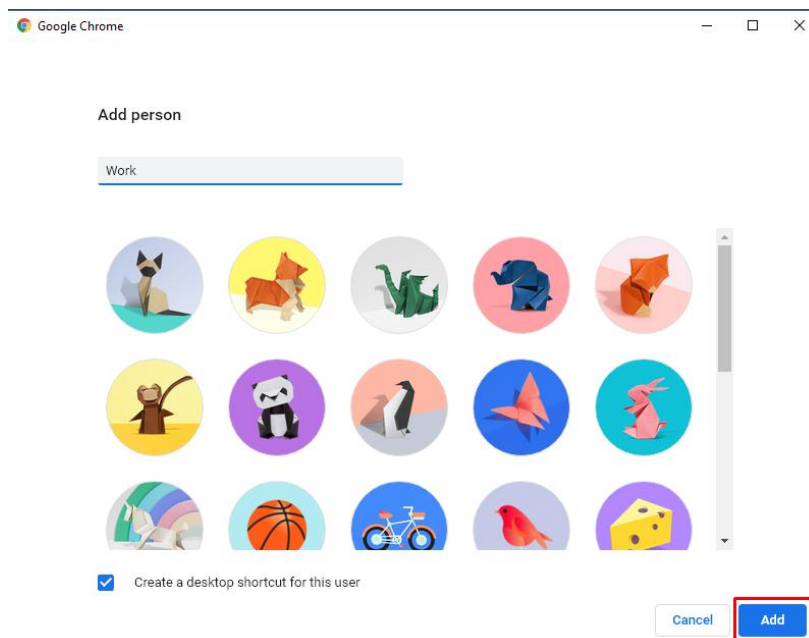 Google Chrome
Add person
Work
Create a desktop shortcut for this user
Cancel
Add